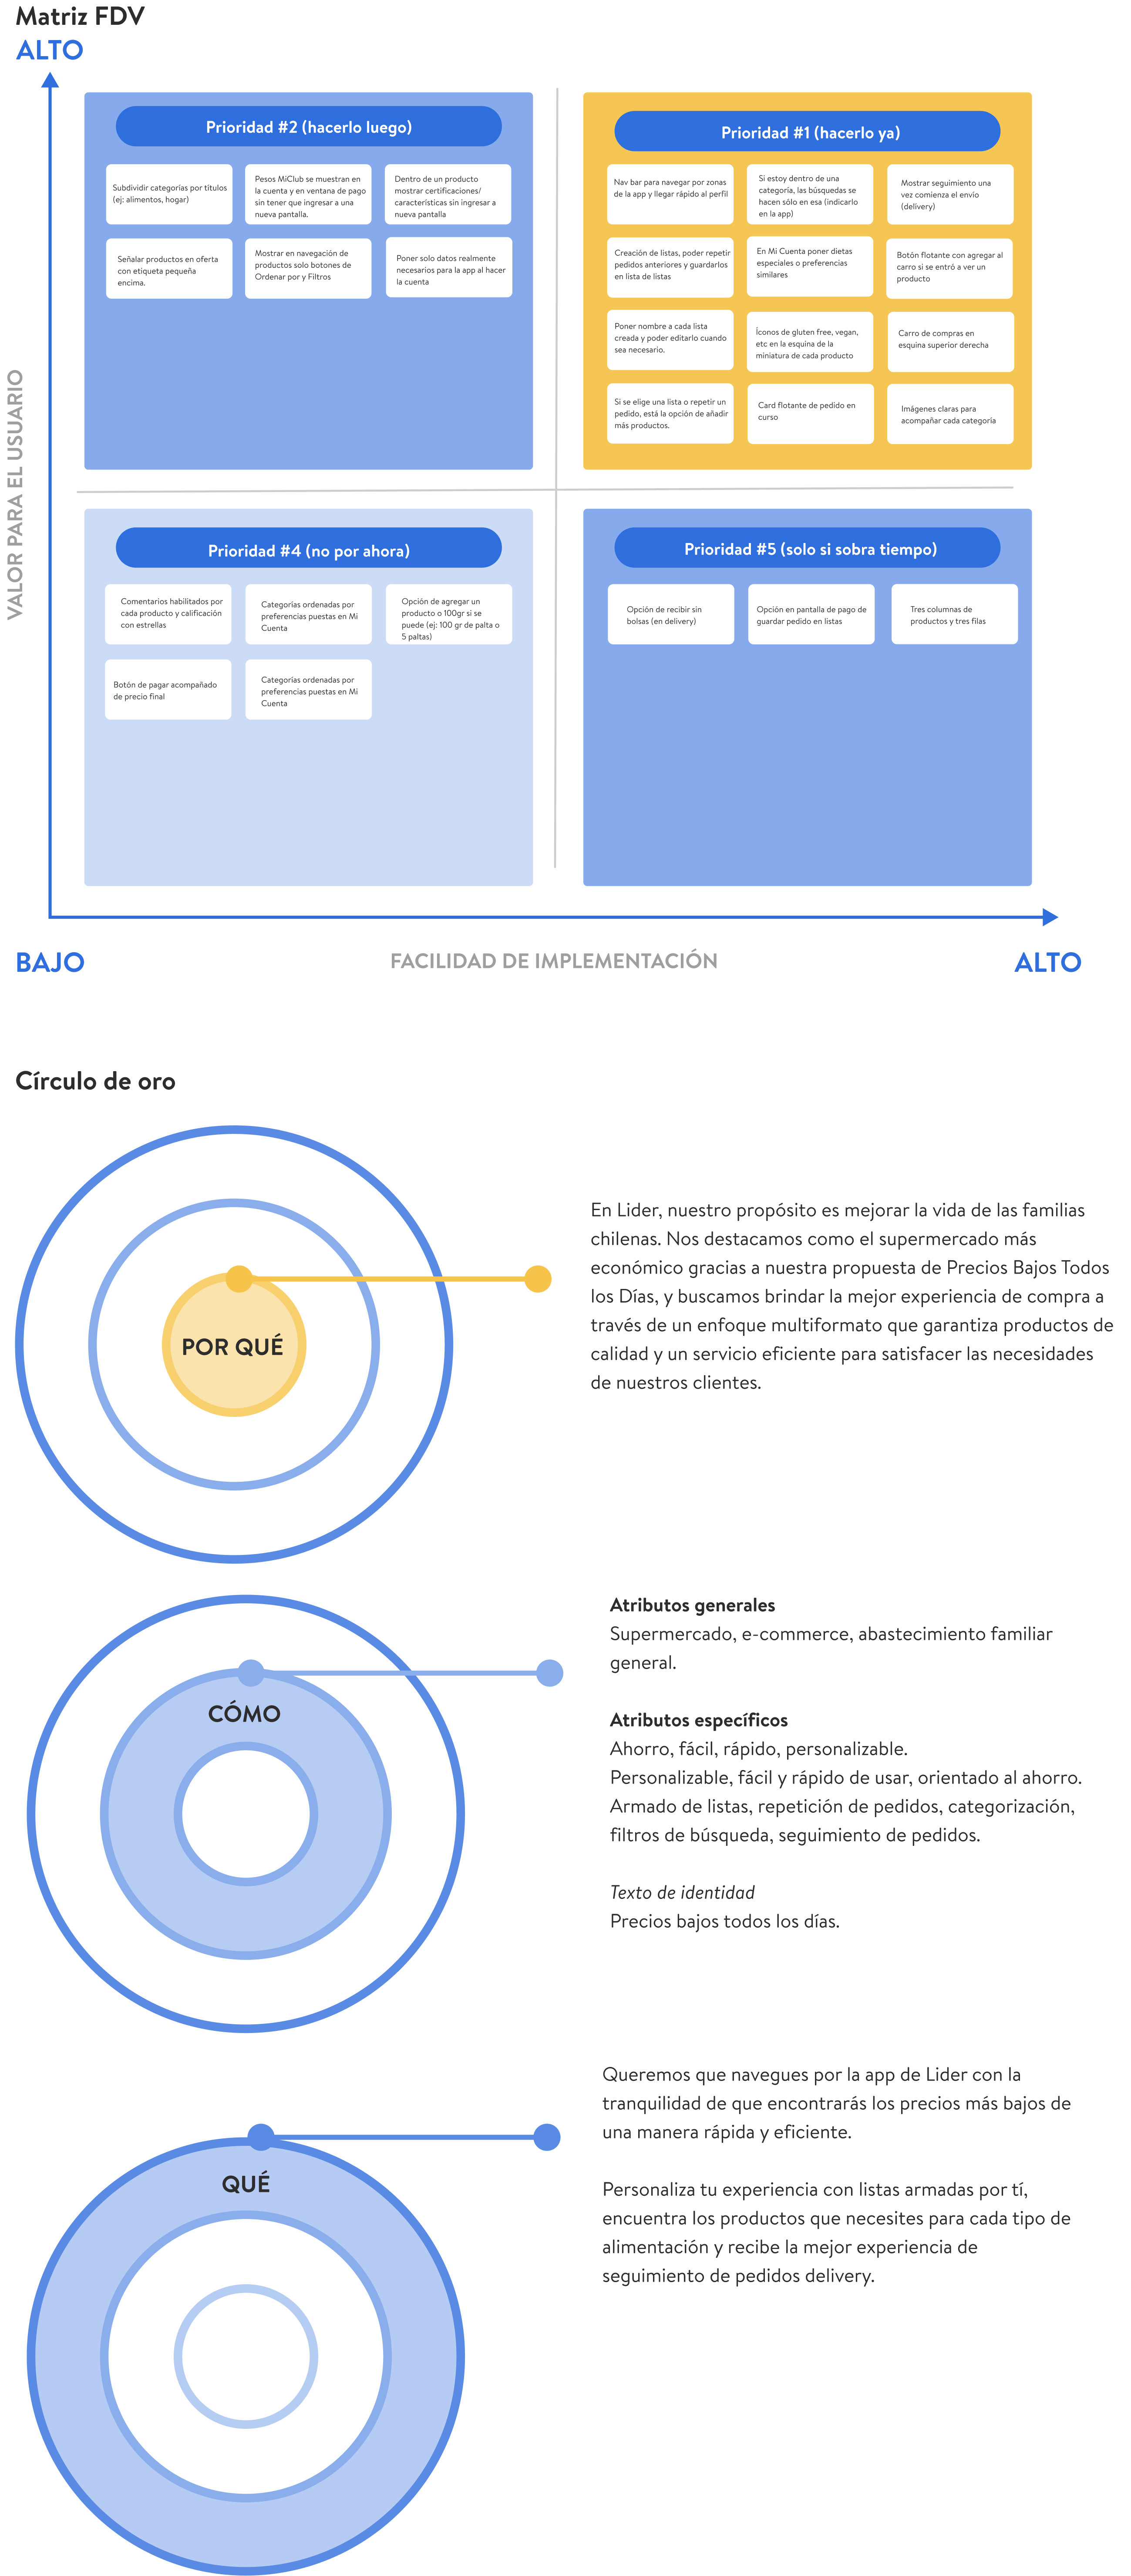 Matriz FDV
ALTO
Prioridad #2 (hacerlo luego)
Subdividir categorías por títulos
(ej: alimentos, hogar)
Pesos MiClub se muestran en
la cuenta y en ventana de pago
sin tener que ingresar a una
nueva pantalla.
Dentro de un producto
mostrar certificaciones/
características sin ingresar a
nueva pantalla
Señalar productos en oferta
con etiqueta pequeña
encima.
Mostrar en navegación de
productos solo botones de
Ordenar por y Filtros
Poner solo datos realmente
necesarios para la app al hacer
la cuenta
Prioridad #1 (hacerlo ya)
Nav bar para navegar por zonas
de la app y llegar rápido al perfil
Si estoy dentro de una
categoría, las búsquedas se
hacen sólo en esa (indicarlo
en la app)
Mostrar seguimiento una
vez comienza el envío
(delivery)
Creación de listas, poder repetir
pedidos anteriores y guardarlos
en lista de listas
En Mi Cuenta poner dietas
especiales o preferencias
similares
Botón flotante con agregar al
carro si se entró a ver un
producto
Poner nombre a cada lista
creada y poder editarlo cuando
sea necesario.
Íconos de gluten free, vegan,
etc en la esquina de la
miniatura de cada producto
Carro de compras en
esquina superior derecha
Si se elige una lista o repetir un
pedido, está la opción de añadir
más productos.
Card flotante de pedido en
curso
Imágenes claras para
acompañar cada categoría
VALOR PARA EL USUARIO
Prioridad #4 (no por ahora)
Comentarios habilitados por
cada producto y calificación
con estrellas
Categorías ordenadas por
preferencias puestas en Mi
Cuenta
Opción de agregar un
producto o 100gr si se
puede (ej: 100 gr de palta o
5 paltas)
Botón de pagar acompañado
de precio final
Categorías ordenadas por
preferencias puestas en Mi
Cuenta
Prioridad #5 (solo si sobra tiempo)
Opción de recibir sin
bolsas (en delivery)
Opción en pantalla de pago de
guardar pedido en listas
Tres columnas de
productos y tres filas
BAJO
FACILIDAD DE IMPLEMENTACIÓN
ALTO
Círculo de oro
POR QUÉ
En Lider, nuestro propósito es mejorar la vida de las familias
chilenas. Nos destacamos como el supermercado más
económico gracias a nuestra propuesta de Precios Bajos Todos
los Días, y buscamos brindar la mejor experiencia de compra a
través de un enfoque multiformato que garantiza productos de
calidad y un servicio eficiente para satisfacer las necesidades
de nuestros clientes.
CÓMO
Atributos generales
Supermercado, e-commerce, abastecimiento familiar
general.
Atributos específicos
Ahorro, fácil, rápido, personalizable.
Personalizable, fácil y rápido de usar, orientado al ahorro.
Armado de listas, repetición de pedidos, categorización,
filtros de búsqueda, seguimiento de pedidos.
Texto de identidad
Precios bajos todos los días.
QUÉ
Queremos que navegues por la app de Lider con la
tranquilidad de que encontrarás los precios más bajos de
una manera rápida y eficiente.
Personaliza tu experiencia con listas armadas por tí,
encuentra los productos que necesites para cada tipo de
alimentación y recibe la mejor experiencia de
seguimiento de pedidos delivery.